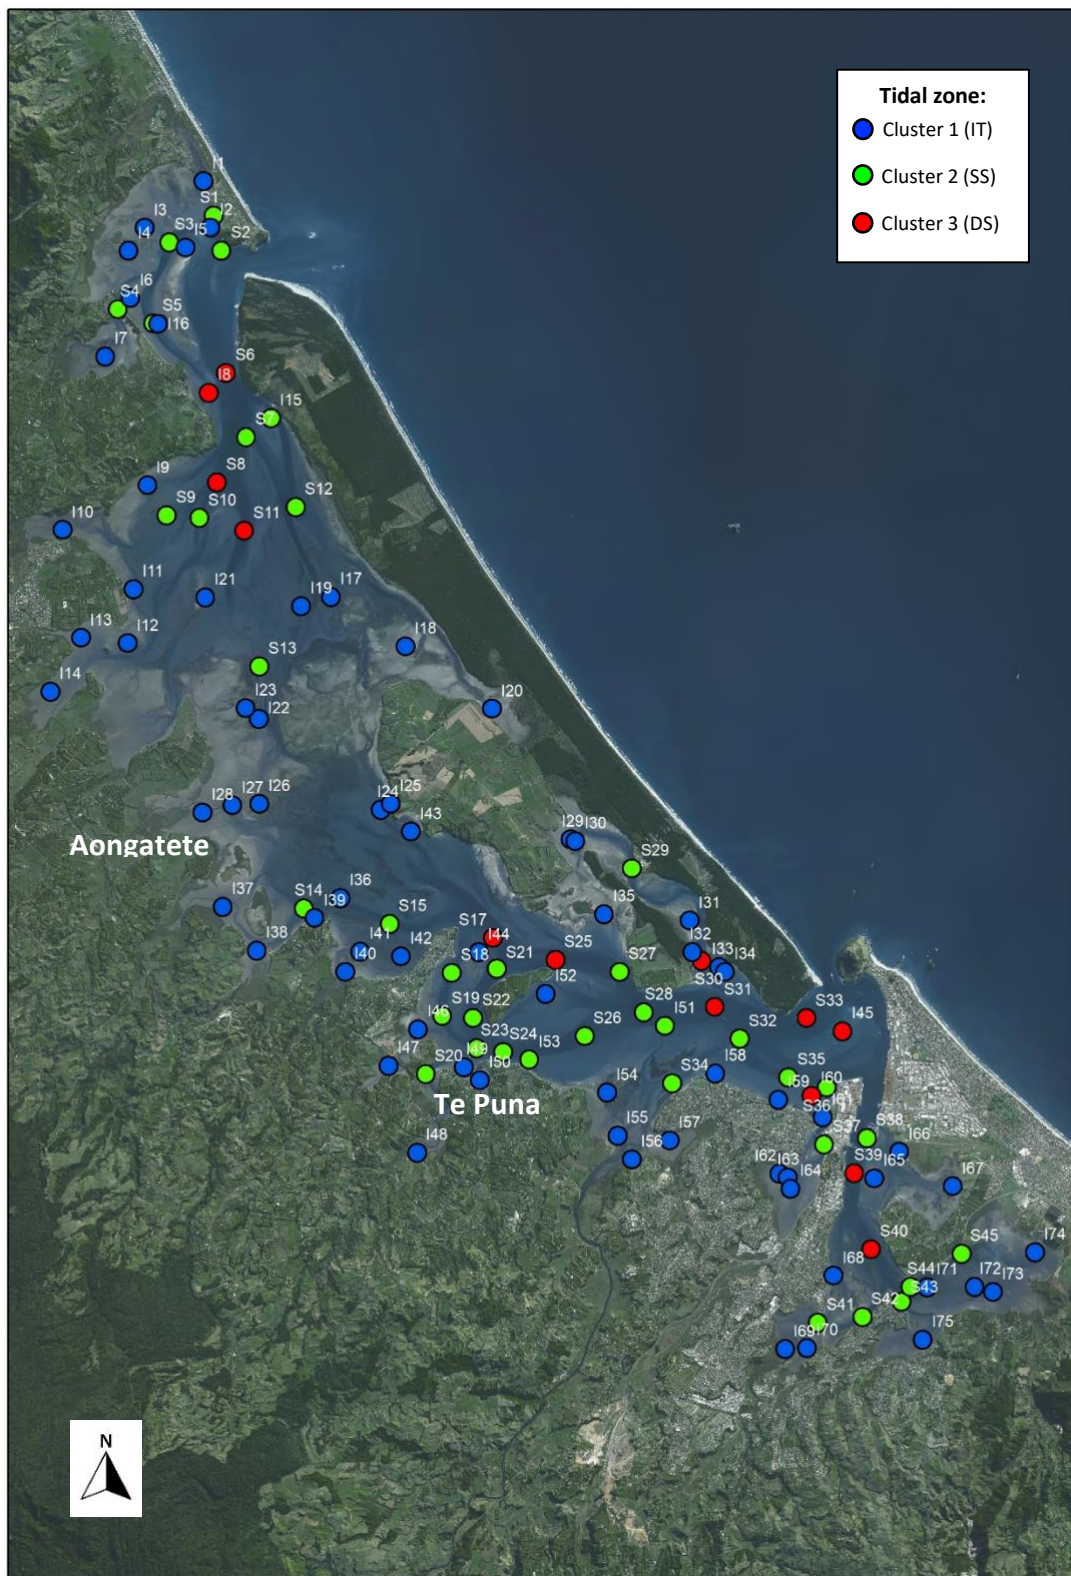 Tidal zone:
Cluster 1 (IT)
Cluster 2 (SS)
Cluster 3 (DS)
I1
S1
I2
I3
S3
I5
S2
I4
I6
S4
S5
I16
I7
S6
I8
I15
S7
S8
I9
S12
S9
S10
S11
I10
I11
I21
I19
I17
I13
I12
I18
S13
I14
I23
I22
I20
I28
I27
I26
I24
I25
I43
Aongatete
I29
I30
S29
I37
S14
I39
I36
S15
I35
I31
I38
I41
I42
I40
S17
I44
S18
S21
S25
S27
I32
I33
I34
S30
I52
S31
S28
I51
S33
I45
I46
S19
S22
S26
S32
S23
S24
I53
I47
S20
I49
I50
I54
S34
I58
S35
I59
I60
I61
S36
Te Puna
I48
I55
I56
I57
S37
S38
I66
S39
I65
I62
I63
I64
I67
S40
S45
I74
I68
S44
I71
S43
I72
I73
S41
S42
I69
I70
I75
N